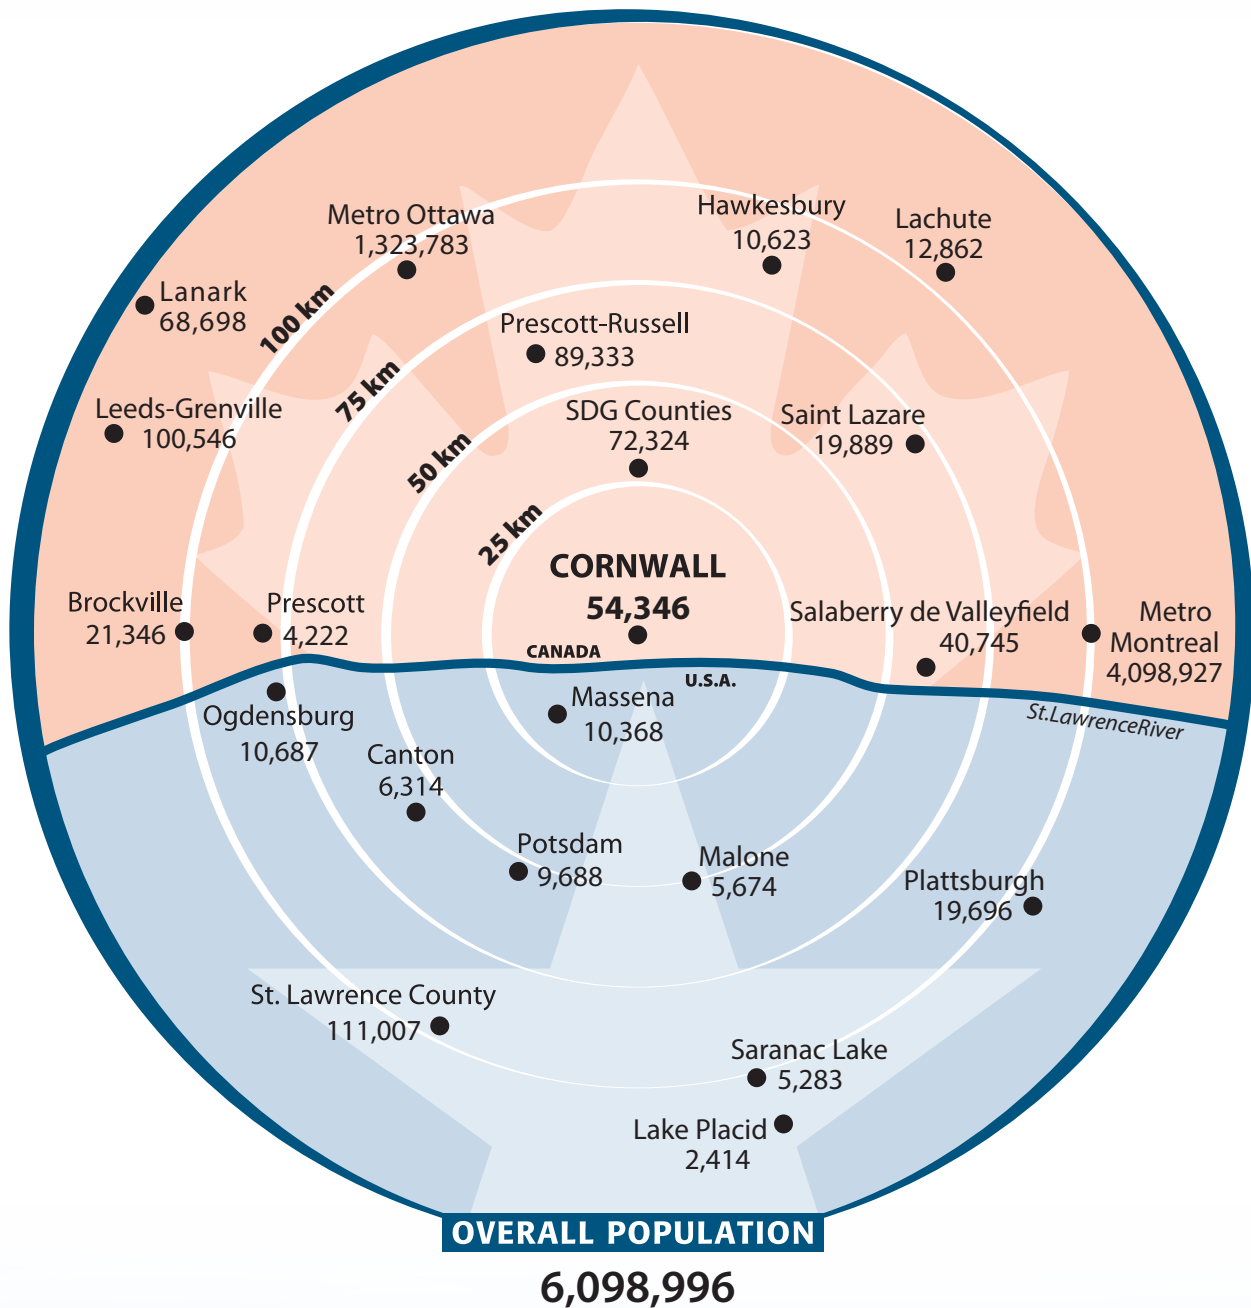 Metro Ottawa
1,323,783
Hawkesbury
10,623
Lachute
12,862
Lanark
68,698
100 km
Prescott-Russell
89,333
75 km
Leeds-Grenville
100,546
SDG Counties
72,324
Saint Lazare
19,889
50 km
25 km
CORNWALL
54,346
Brockville
21,346
Prescott
4,222
Salaberry de Valleyfield
40,745
Metro
Montreal
4,098,927
CANADA
U.S.A.
St.LawrenceRiver
Massena
10,368
Ogdensburg
10,687
Canton
6,314
Potsdam
9,688
Malone
5,674
Plattsburgh
19,696
St. Lawrence County
111,007
Saranac Lake
5,283
Lake Placid
2,414
OVERALL POPULATION
6,098,996